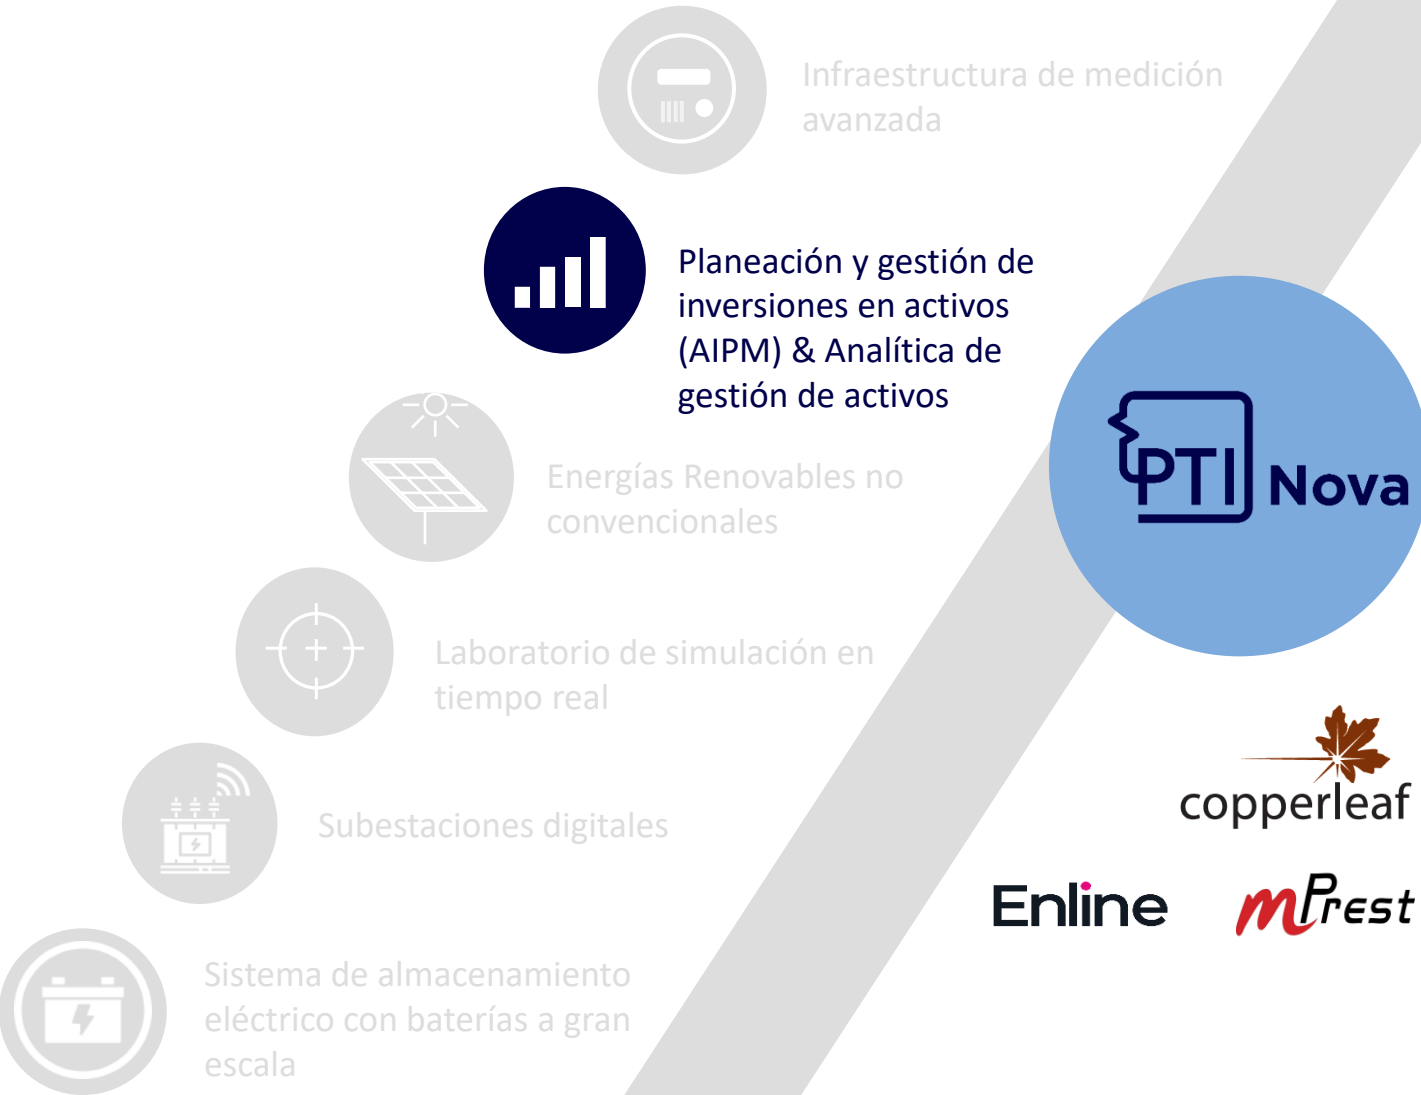 Infraestructura de medición
avanzada
Planeación y gestión de
inversiones en activos
(AIPM) & Analítica de
gestión de activos
PTI Nova
Energías Renovables no
convencionales
Laboratorio de simulación en
tiempo real
copperleaf
Subestaciones digitales
Enline
mPrest
Sistema de almacenamiento
eléctrico con baterías a gran
escala